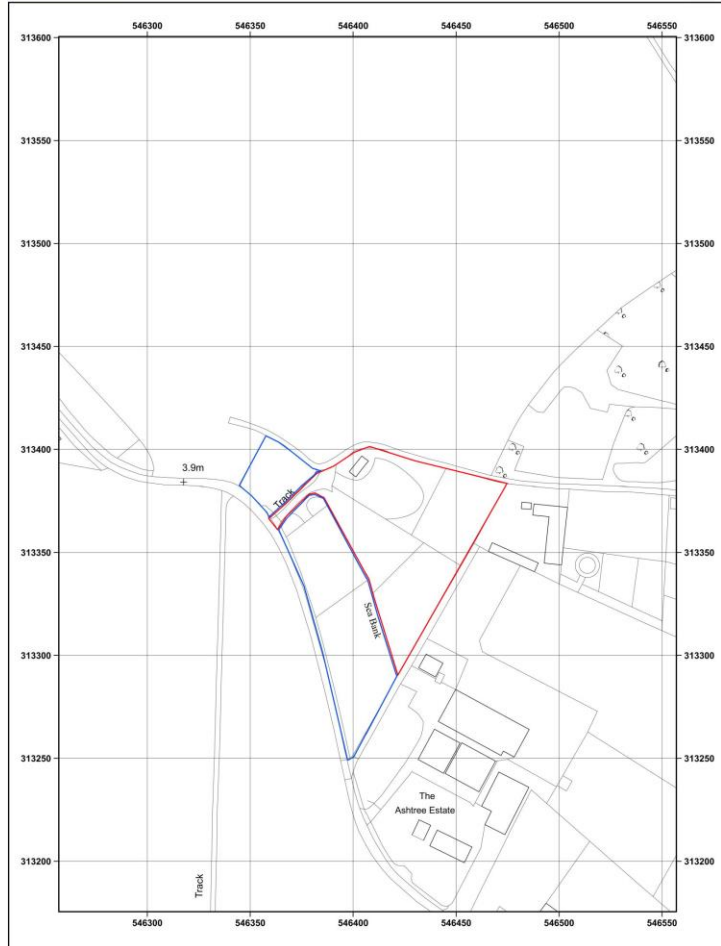 546300 546350 546400 546450 546500 546550
313600 313600
313550 313550
313500 313500
313450 313450
313400 313400
3.9m
Track
313350 313350
Sea Bank
313300 313300
313250 313250
The
Ashtree Estate
313200 313200
Track
546300 546350 546400 546450 546500 546550